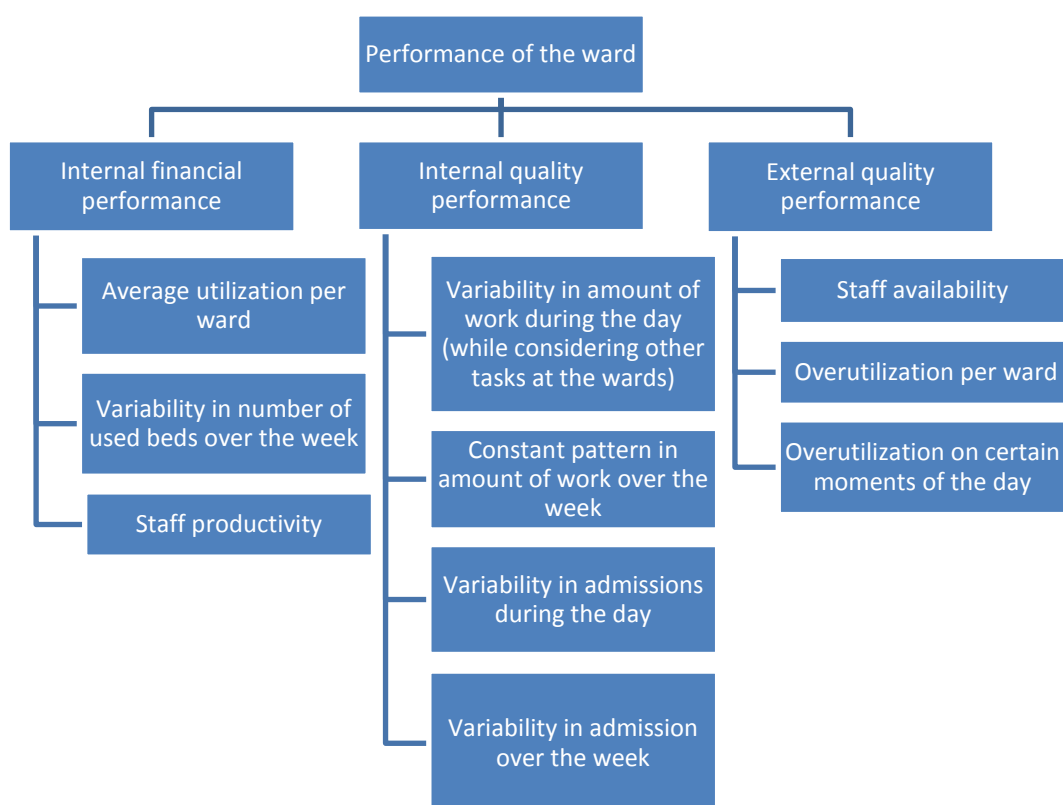 Performance of the ward
Internal financial
performance
Average utilization per
ward
Variability in number of
used beds over the week
Staff productivity
Internal quality
performance
Variability in amount of
work during the day
(while considering other
tasks at the wards)
Constant pattern in
amount of work over the
week
Variability in admissions
during the day
Variability in admission
over the week
External quality
performance
Staff availability
Overutilization per ward
Overutilization on certain
moments of the day